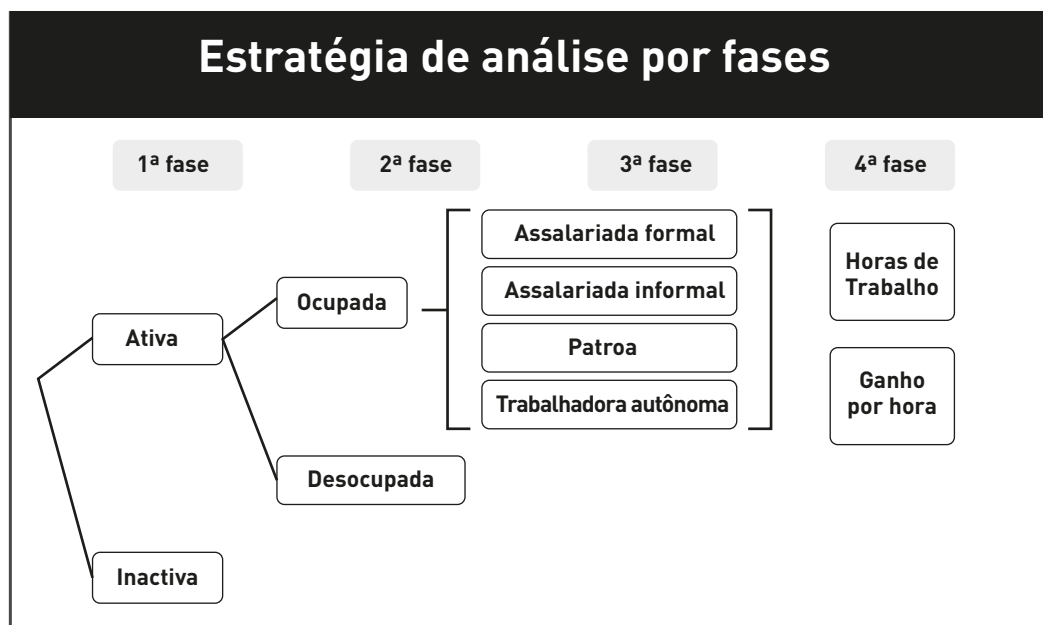 Estratégia de análise por fases
1ª fase
2ª fase
3ª fase
4ª fase
Ativa
Inactiva
Ocupada
Desocupada
Assalariada formal
Assalariada informal
Patroa
Trabalhadora autônoma
Horas de
Trabalho
Ganho
por hora